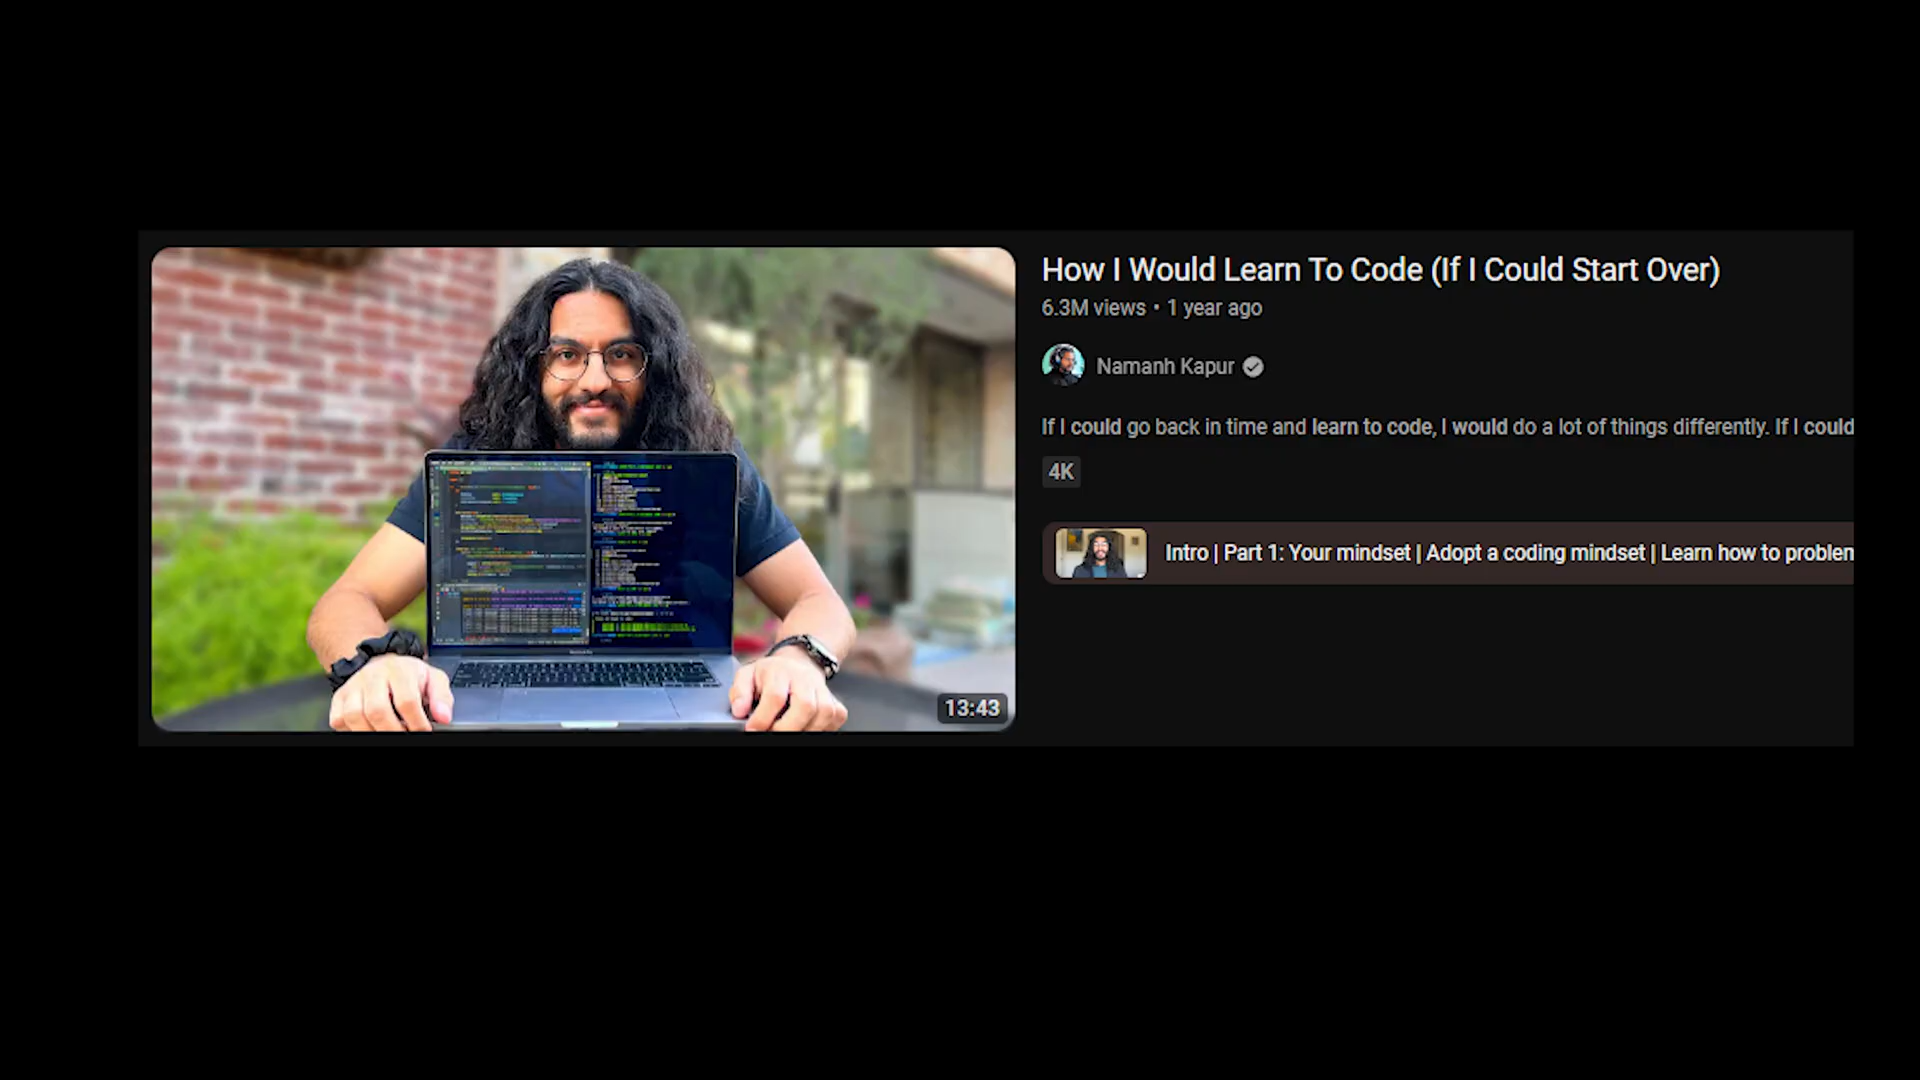 How I Would Learn To Code (If I Could Start Over)
6.3M views • 1 year ago
Namanh Kapur
If I could go back in time and learn to code, I would do a lot of things differently. If I could
4K
Intro | Part 1: Your mindset | Adopt a coding mindset | Learn how to problem
13:43